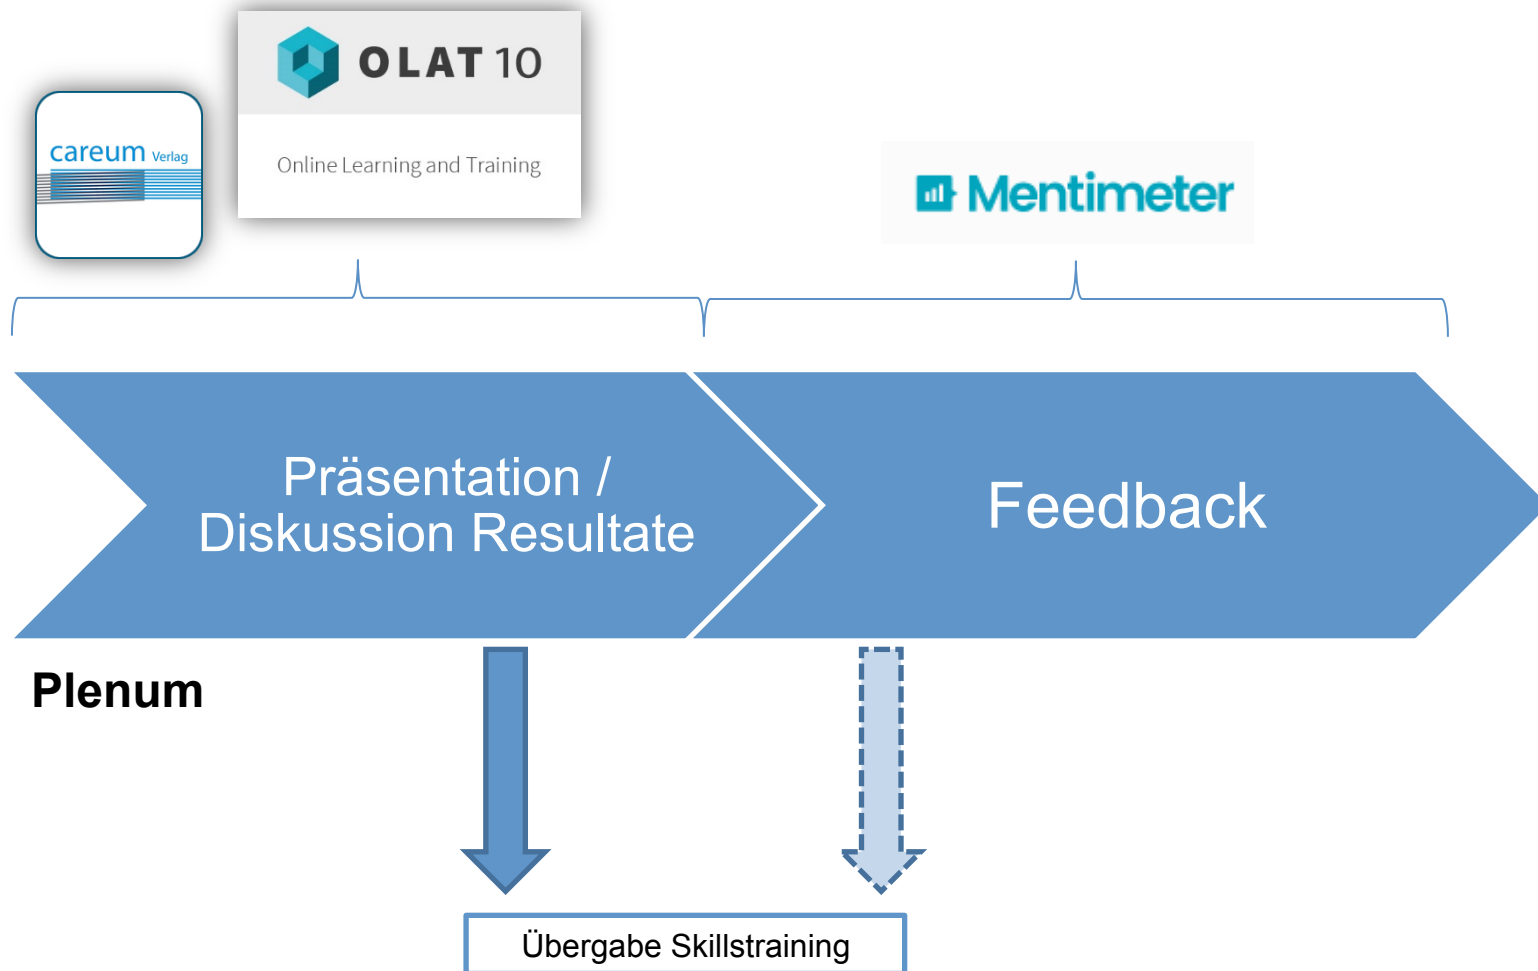 OLAT 10
careum Verlag
Online Learning and Training
Mentimeter
Präsentation /
Diskussion Resultate
Feedback
Plenum
Übergabe Skillstraining